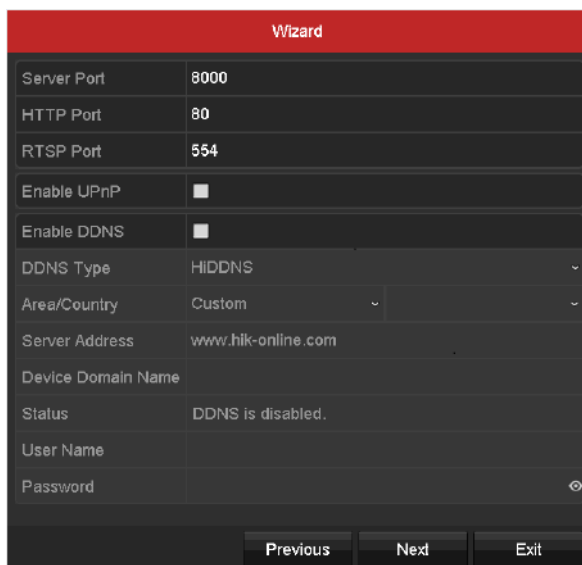 Wizard
Server Port 8000
HTTP Port 80
RTSP Port 554
Enable UPnP
Enable DDNS
DDNS Type HiDDNS
Area/Country Custom
Server Address www.hik-online.com
Device Domain Name
Status DDNS is disabled.
User Name
Password
Previous Next Exit